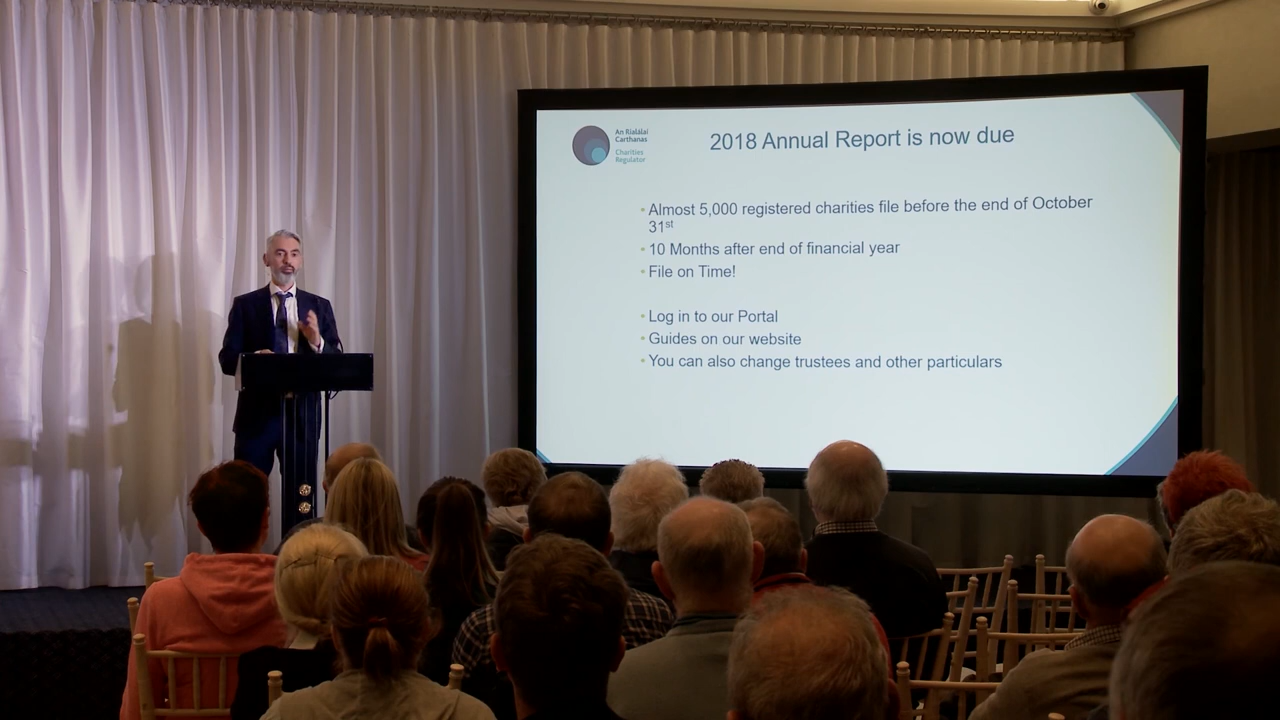 An Rialálaí
Carthanas
Charities
Regulator
2018 Annual Report is now due
• Almost 5,000 registered charities file before the end of October
31st
• 10 Months after end of financial year
• File on Time!
• Log in to our Portal
• Guides on our website
• You can also change trustees and other particulars